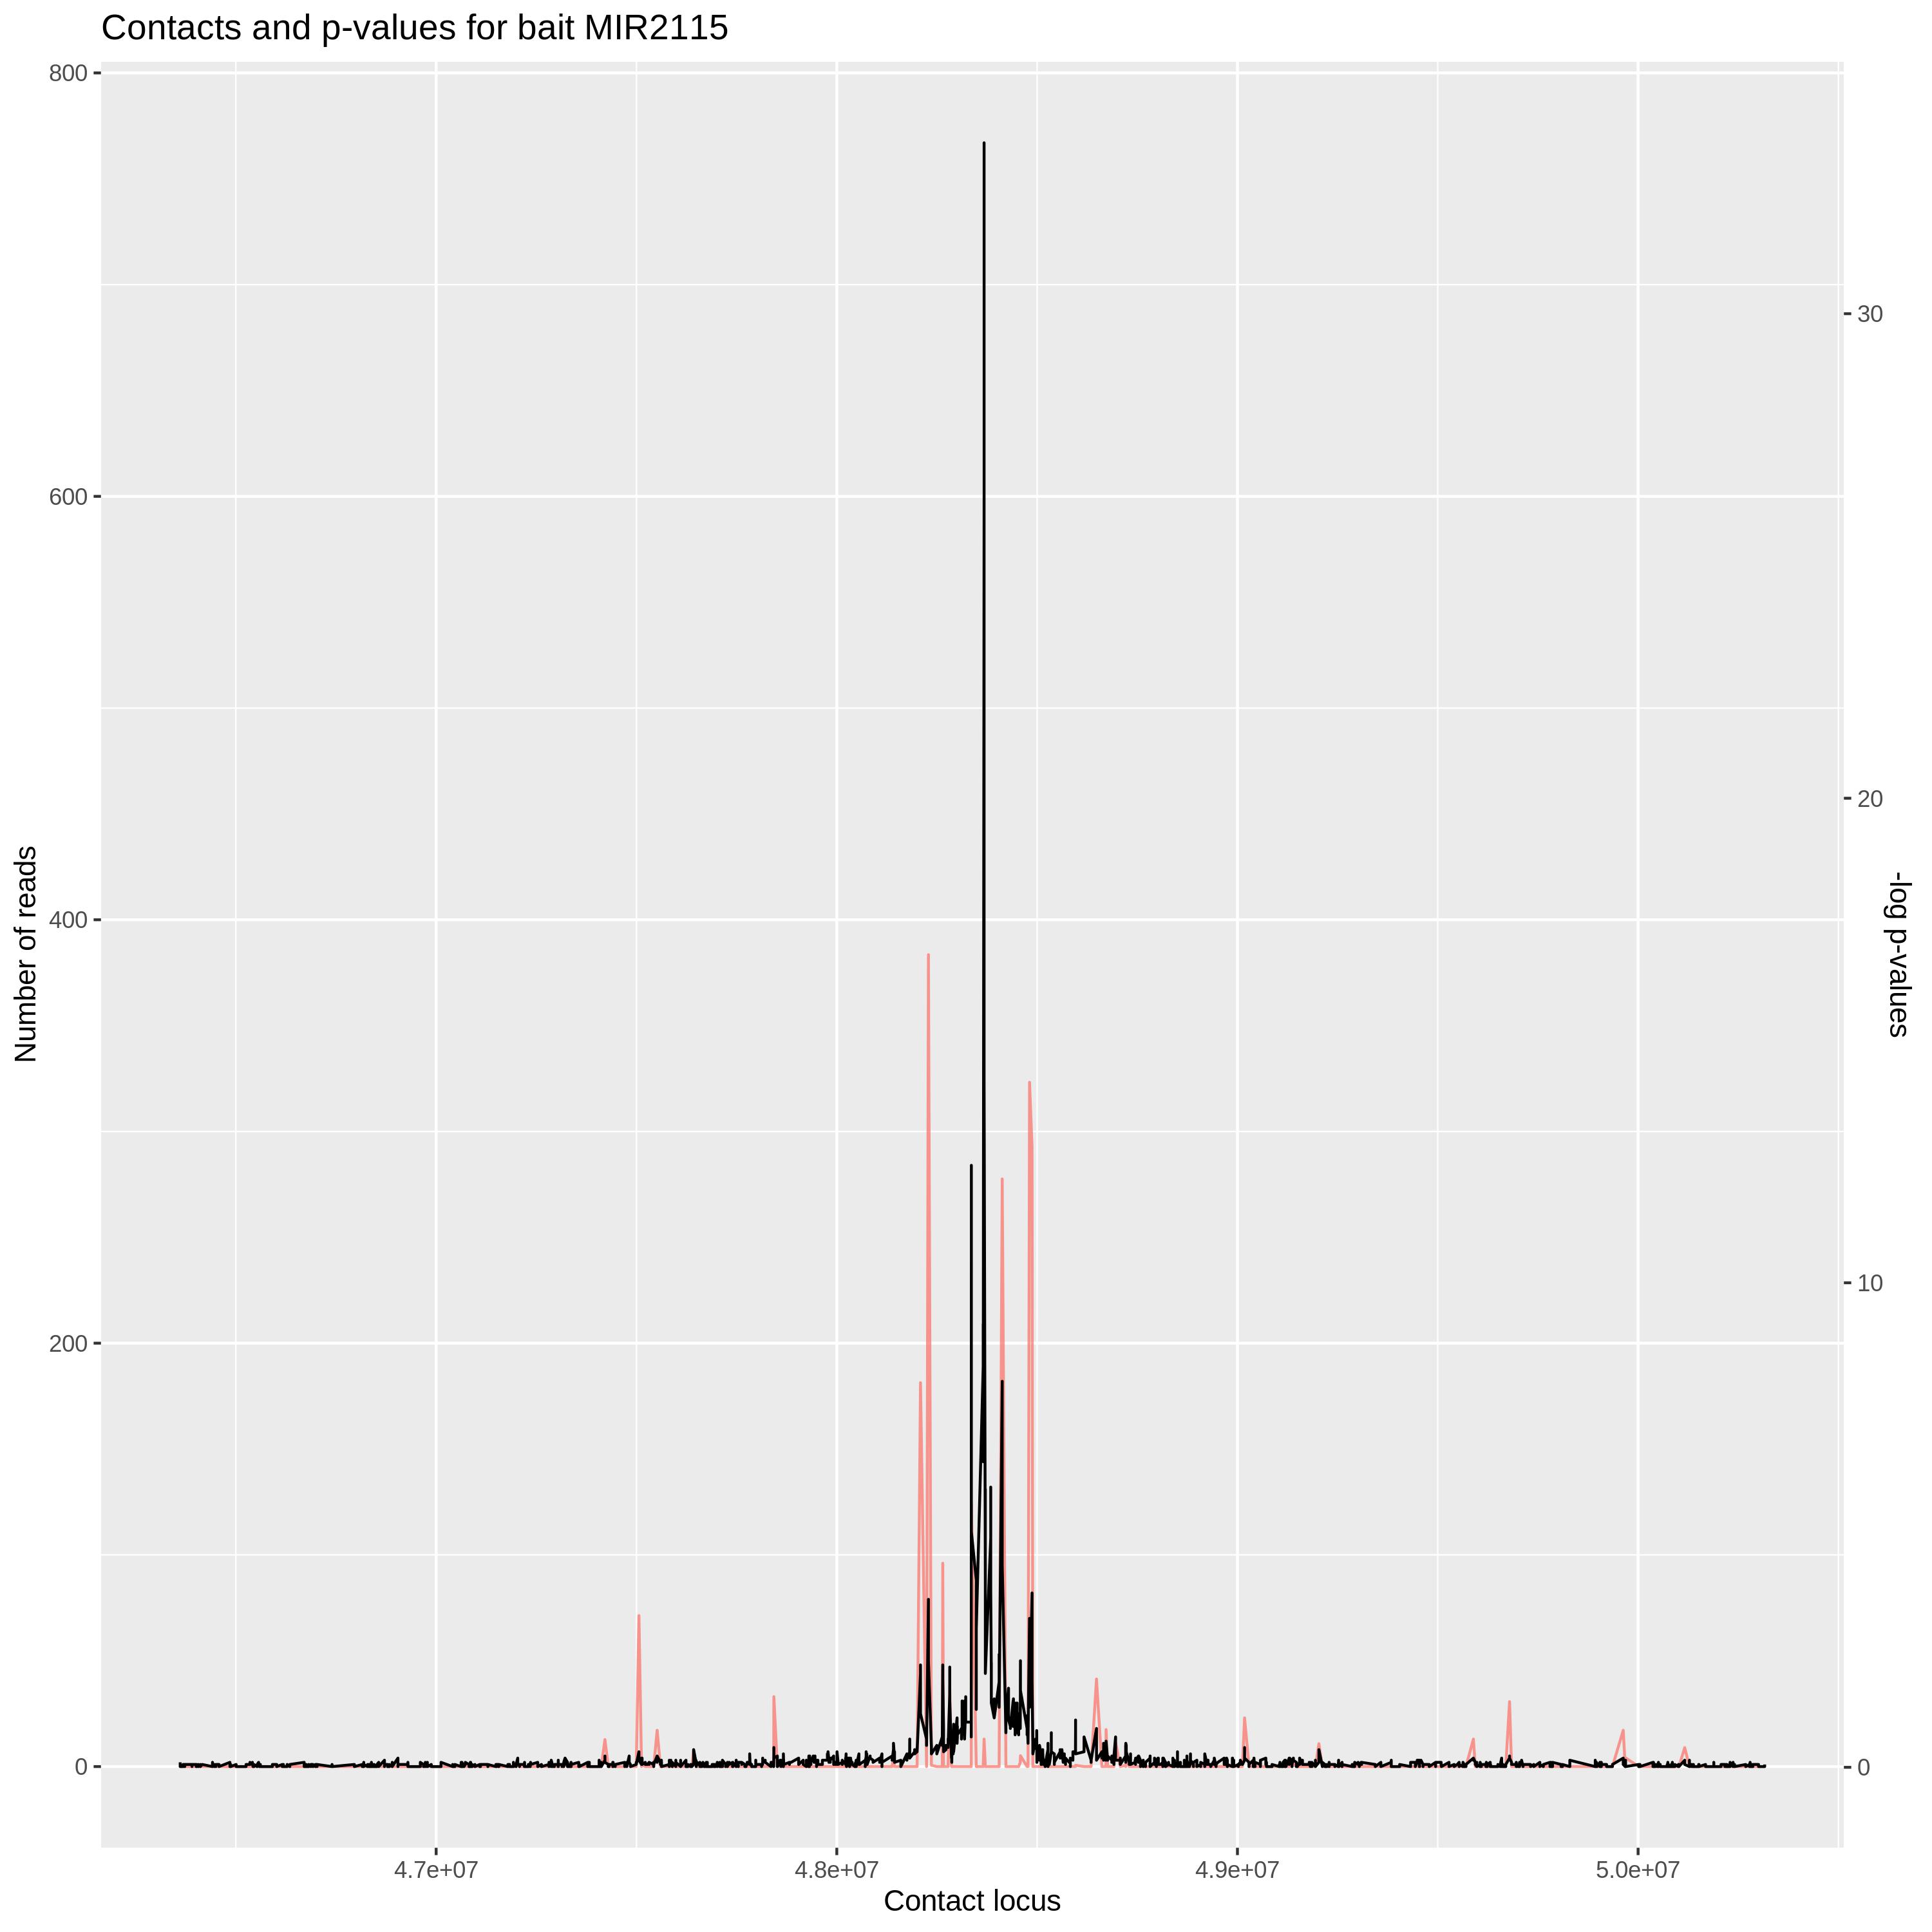 Contacts and p-values for bait MIR2115
800
600
400
200
0
30
20
10
0
Number of reads
-log p-values
4.7e+07 4.8e+07 4.9e+07 5.0e+07
Contact locus